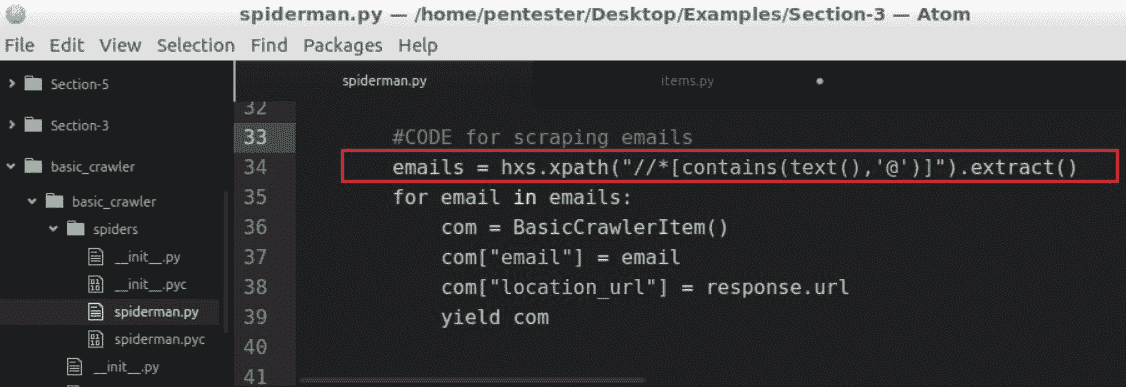 spiderman.py — /home/pentester/Desktop/Examples/Section-3 — Atom
File Edit View Selection Find Packages Help
Section-5
Section-3
basic_crawler
basic_crawler
spiders
__init__.py
__init__.pyc
spiderman.py
spiderman.pyc
__init__.py
spiderman.py items.py
32
33 #CODE for scraping emails
34 emails = hxs.xpath("//*[contains(text(),'@')]").extract()
35 for email in emails:
36 com = BasicCrawlerItem()
37 com["email"] = email
38 com["location_url"] = response.url
39 yield com
40
41